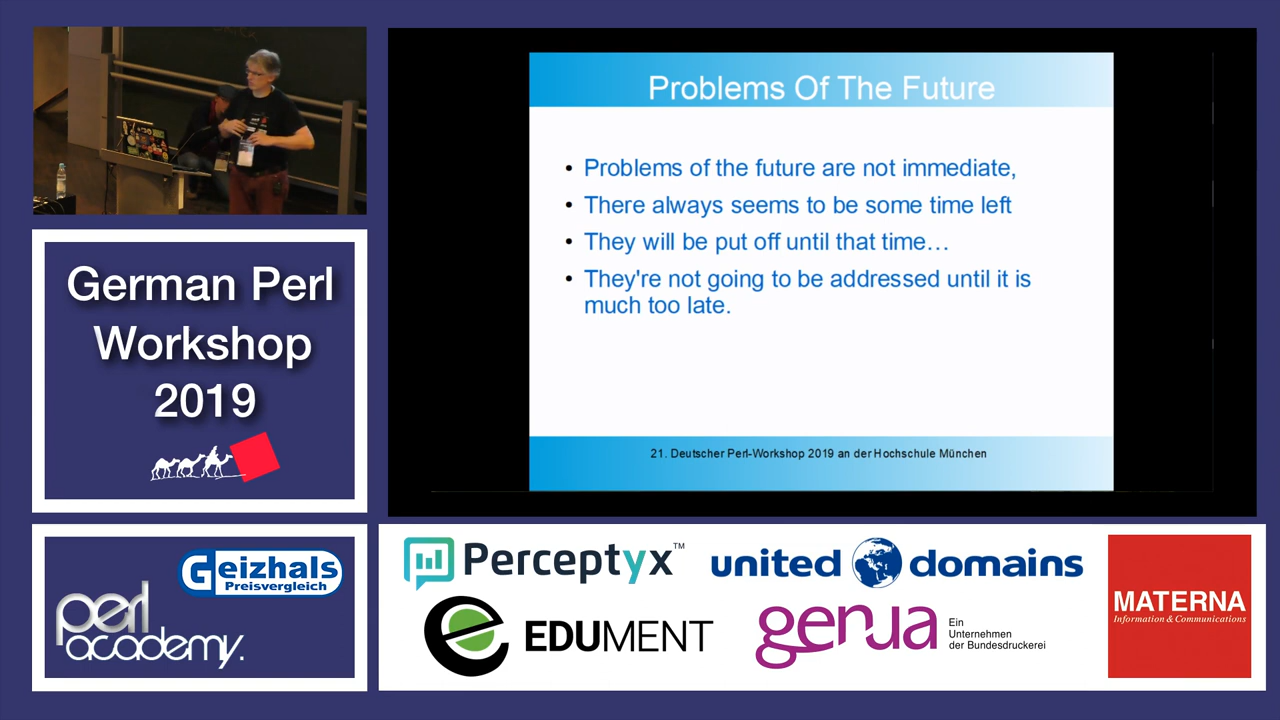 Problems Of The Future
• Problems of the future are not immediate,
• There always seems to be some time left
• They will be put off until that time…
• They're not going to be addressed until it is
much too late.
21. Deutscher Perl-Workshop 2019 an der Hochschule München
German Perl
Workshop
2019
Geizhals
Preisvergleich
perl
academy.
Perceptyx™
united domains
EDUMENT
genua
Ein
Unternehmen
der Bundesdruckerei
MATERNA
Information & Communications